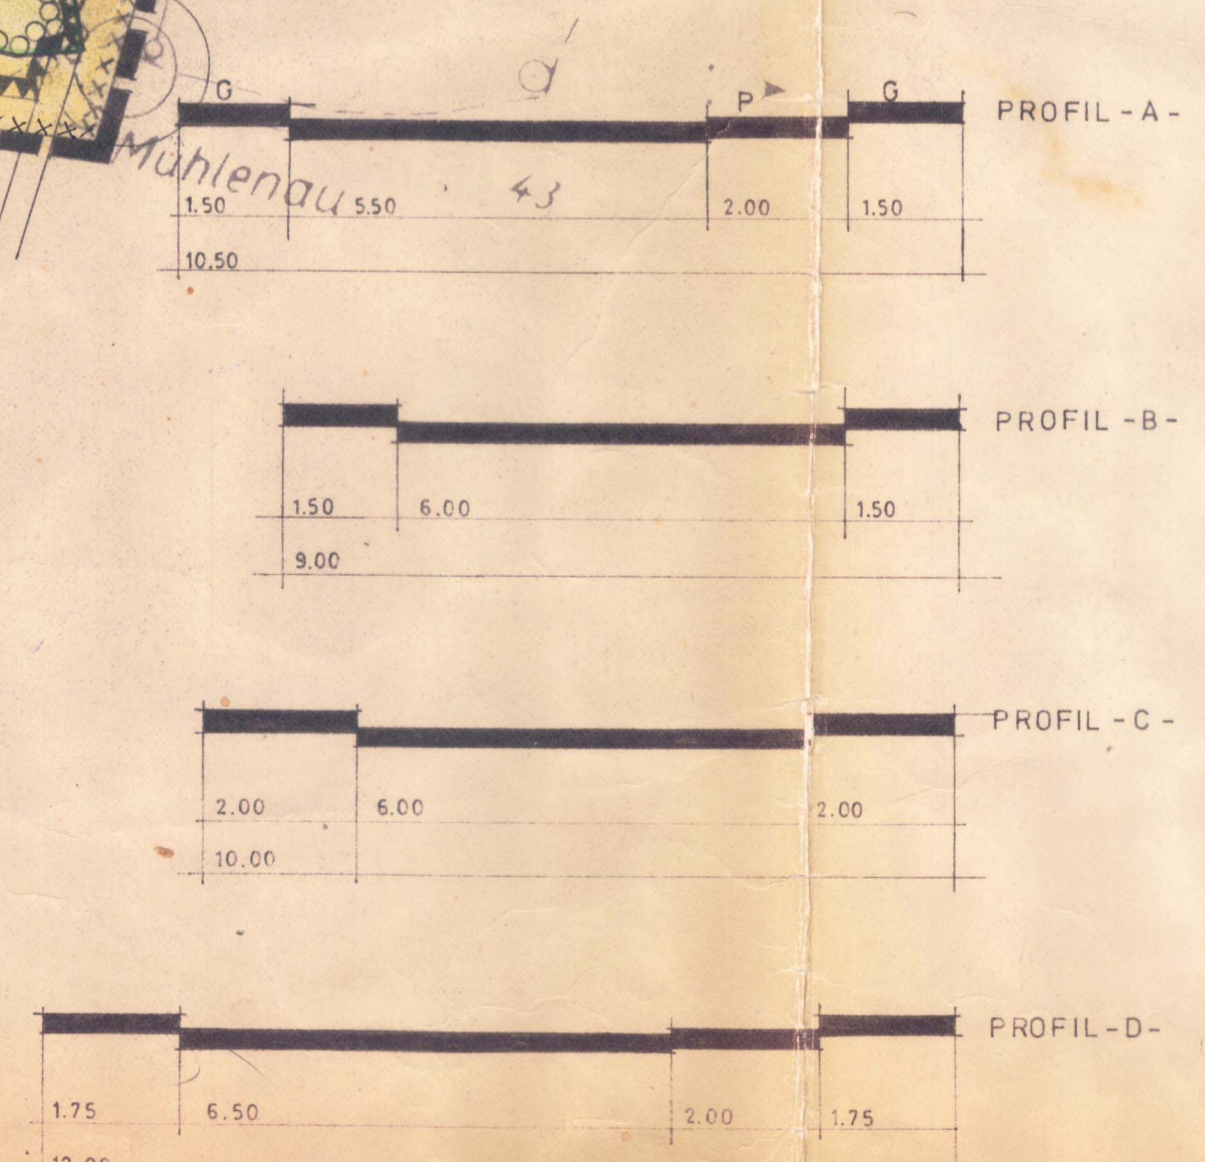 G P G PROFIL - A -
Mühlenau 43
1.50 5.50 2.00 1.50
10.50
PROFIL - B -
1.50 6.00 1.50
9.00
PROFIL - C -
2.00 6.00 2.00
10.00
PROFIL - D -
1.75 6.50 2.00 1.75